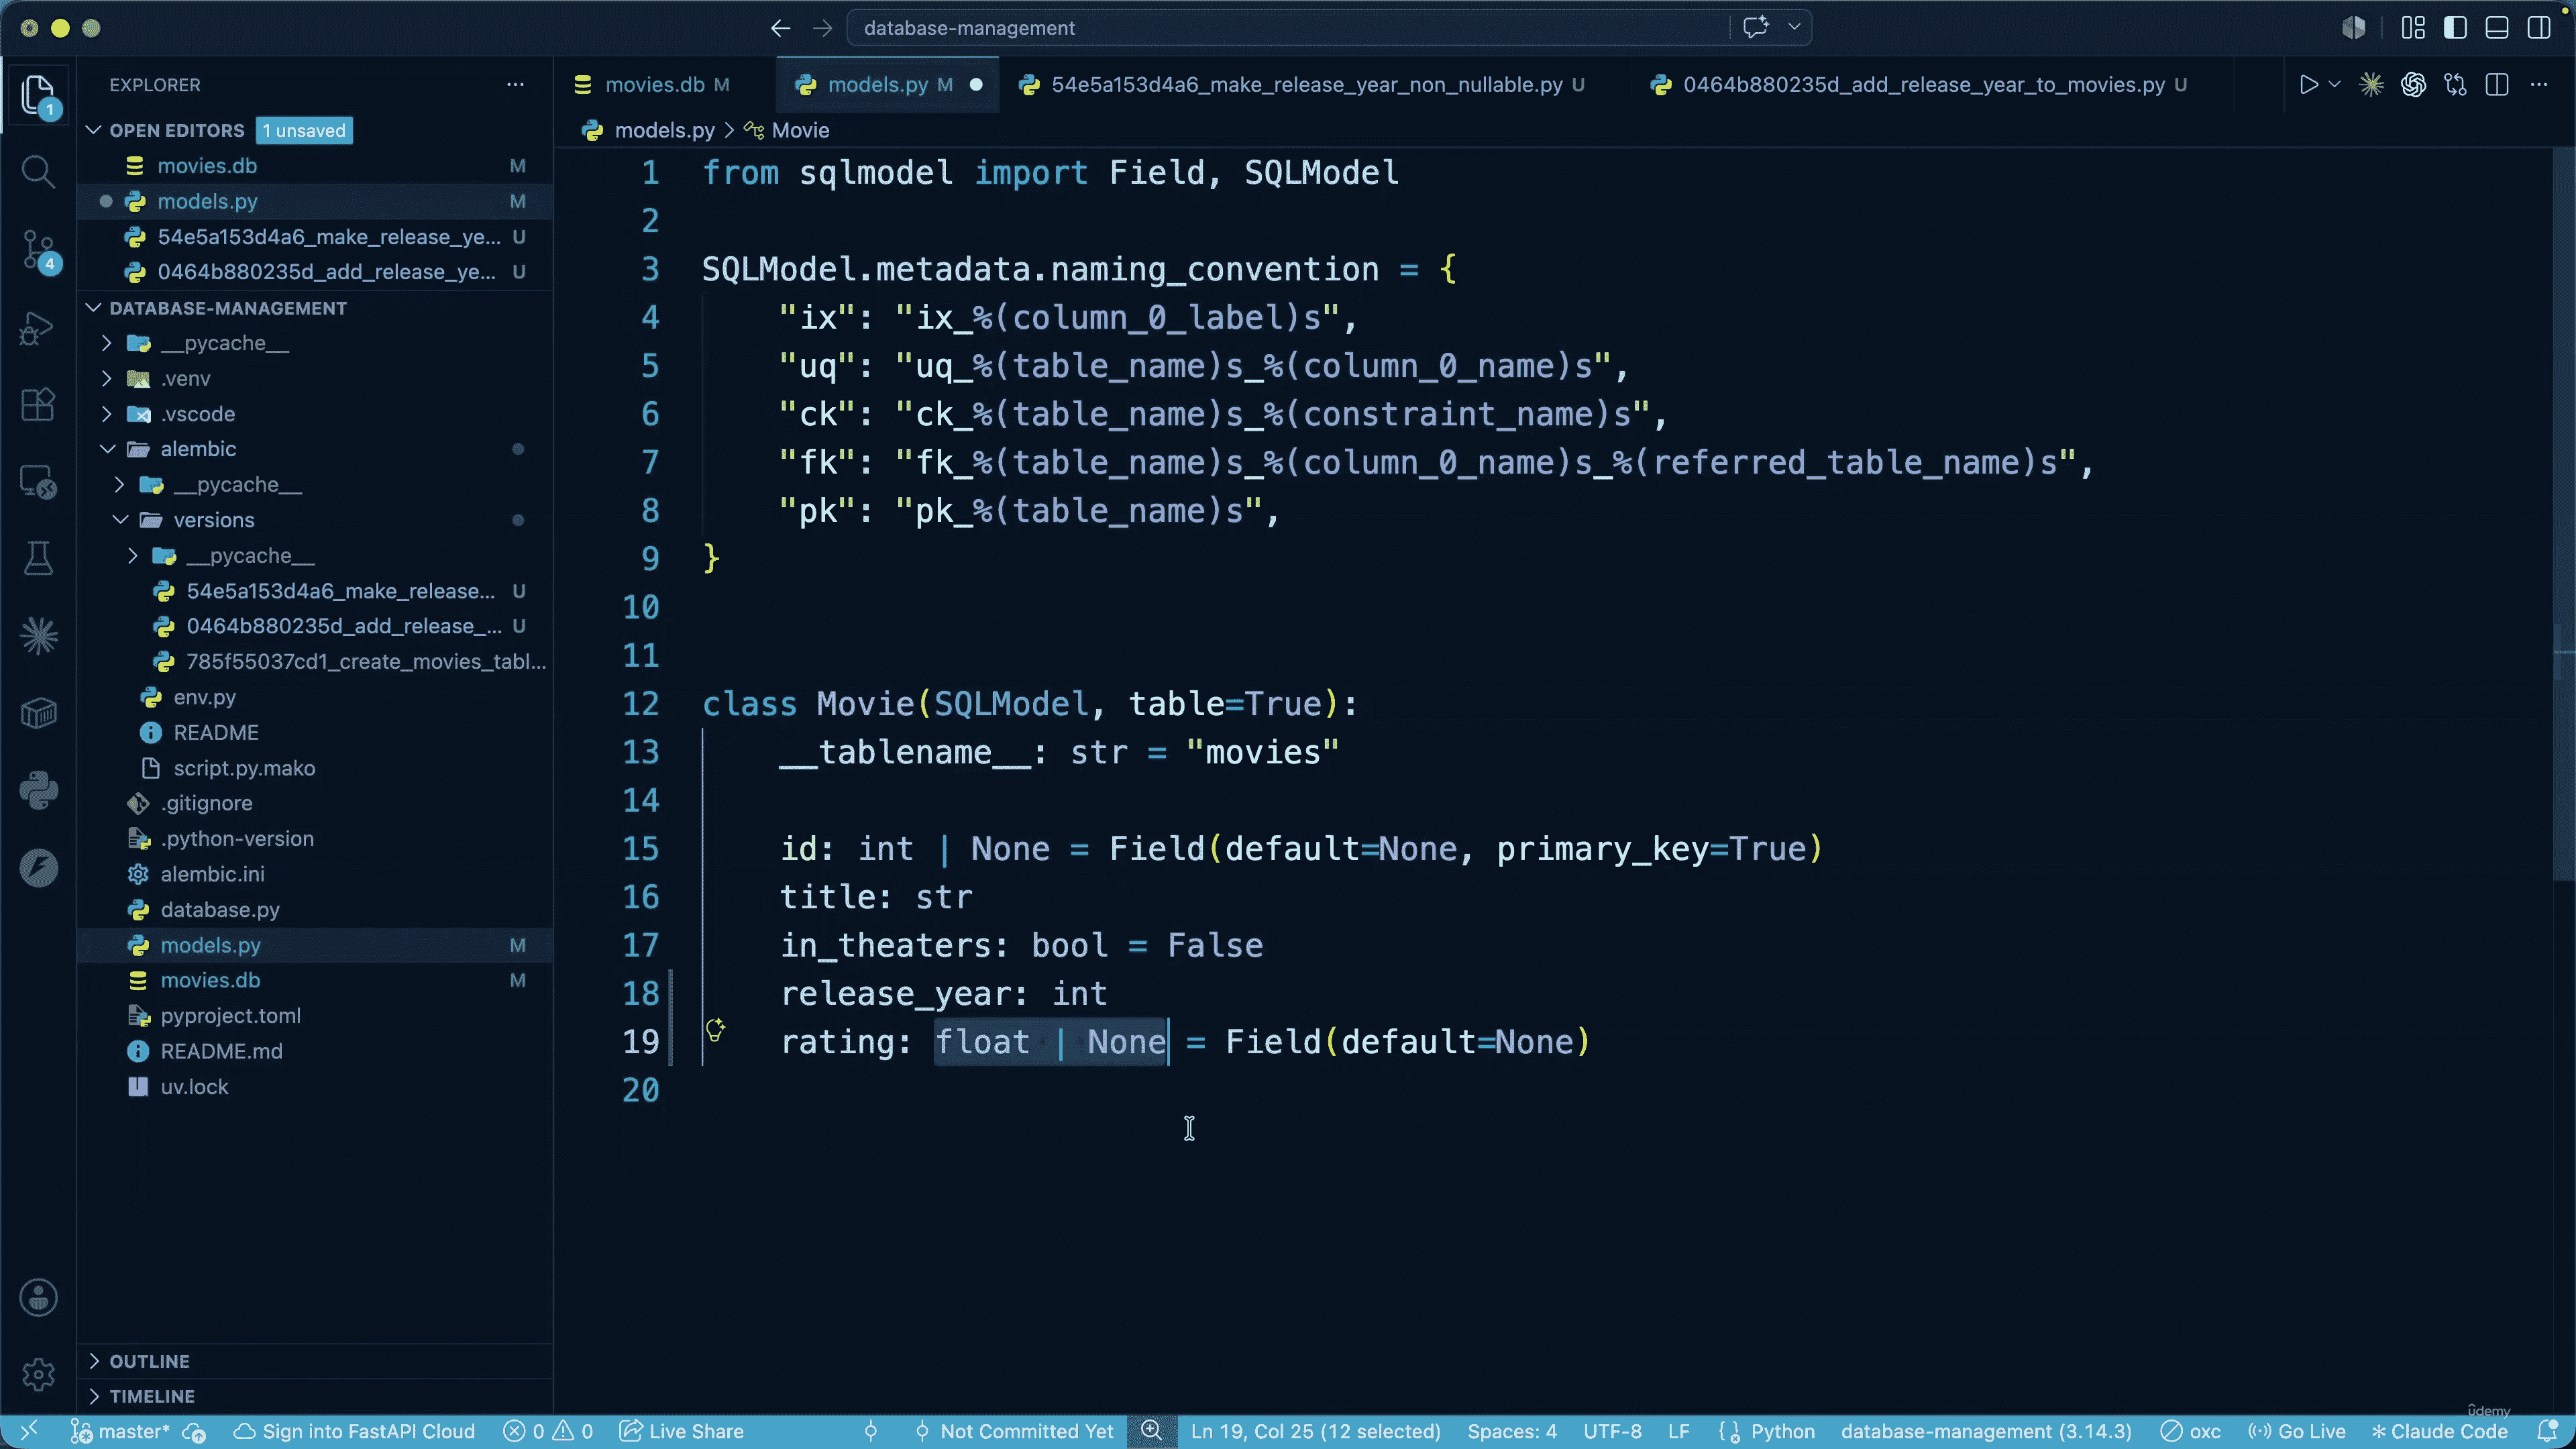 database-management
EXPLORER
OPEN EDITORS 1 unsaved
movies.db M
models.py M
54e5a153d4a6_make_release_ye... U
0464b880235d_add_release_ye... U
DATABASE-MANAGEMENT
__pycache__
.venv
.vscode
alembic
__pycache__
versions
__pycache__
54e5a153d4a6_make_release... U
0464b880235d_add_release_... U
785f55037cd1_create_movies_tabl...
env.py
README
script.py.mako
.gitignore
.python-version
alembic.ini
database.py
models.py M
movies.db M
pyproject.toml
README.md
uv.lock
OUTLINE
TIMELINE
1
4
movies.db M
models.py M
54e5a153d4a6_make_release_year_non_nullable.py U
0464b880235d_add_release_year_to_movies.py U
models.py > Movie
1 from sqlmodel import Field, SQLModel
2
3 SQLModel.metadata.naming_convention = {
4 "ix": "ix_%(column_0_label)s",
5 "uq": "uq_%(table_name)s_%(column_0_name)s",
6 "ck": "ck_%(table_name)s_%(constraint_name)s",
7 "fk": "fk_%(table_name)s_%(column_0_name)s_%(referred_table_name)s",
8 "pk": "pk_%(table_name)s",
9 }
10
11
12 class Movie(SQLModel, table=True):
13 __tablename__: str = "movies"
14
15 id: int | None = Field(default=None, primary_key=True)
16 title: str
17 in_theaters: bool = False
18 release_year: int
19 rating: float | None = Field(default=None)
20
ûdemy
master* Sign into FastAPI Cloud 0 0 Live Share Not Committed Yet Ln 19, Col 25 (12 selected) Spaces: 4 UTF-8 LF Python database-management (3.14.3) oxc Go Live Claude Code